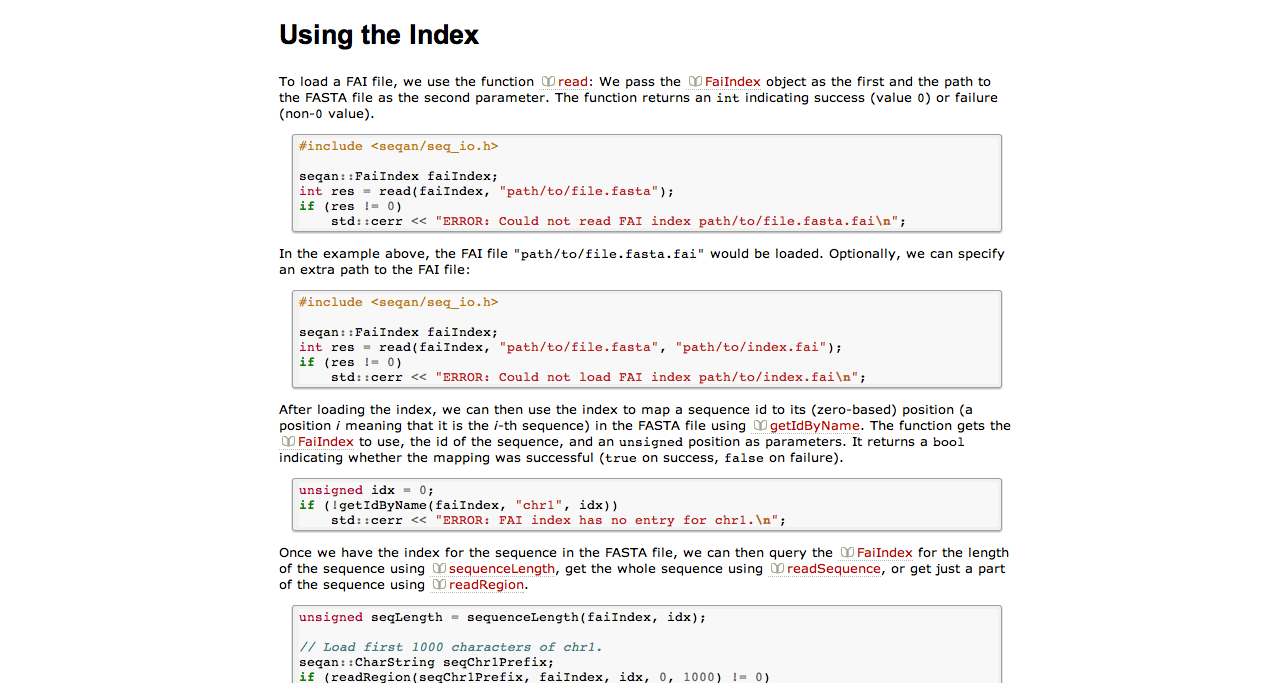 Using the Index
To load a FAI file, we use the function read: We pass the FaiIndex object as the first and the path to
the FASTA file as the second parameter. The function returns an int indicating success (value 0) or failure
(non-0 value).
#include <seqan/seq_io.h>
seqan::FaiIndex faiIndex;
int res = read(faiIndex, "path/to/file.fasta");
if (res != 0)
    std::cerr << "ERROR: Could not read FAI index path/to/file.fasta.fai\n";
In the example above, the FAI file "path/to/file.fasta.fai" would be loaded. Optionally, we can specify
an extra path to the FAI file:
#include <seqan/seq_io.h>
seqan::FaiIndex faiIndex;
int res = read(faiIndex, "path/to/file.fasta", "path/to/index.fai");
if (res != 0)
    std::cerr << "ERROR: Could not load FAI index path/to/index.fai\n";
After loading the index, we can then use the index to map a sequence id to its (zero-based) position (a
position i meaning that it is the i-th sequence) in the FASTA file using getIdByName. The function gets the
FaiIndex to use, the id of the sequence, and an unsigned position as parameters. It returns a bool
indicating whether the mapping was successful (true on success, false on failure).
unsigned idx = 0;
if (!getIdByName(faiIndex, "chr1", idx))
    std::cerr << "ERROR: FAI index has no entry for chr1.\n";
Once we have the index for the sequence in the FASTA file, we can then query the FaiIndex for the length
of the sequence using sequenceLength, get the whole sequence using readSequence, or get just a part
of the sequence using readRegion.
unsigned seqLength = sequenceLength(faiIndex, idx);
// Load first 1000 characters of chr1.
seqan::CharString seqChr1Prefix;
if (readRegion(seqChr1Prefix, faiIndex, idx, 0, 1000) != 0)